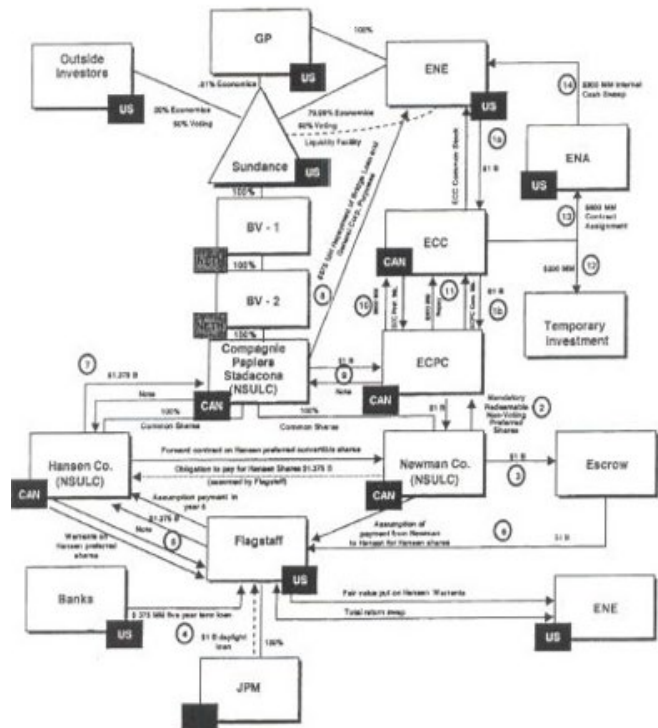 GP
100%
Outside
Investors
US
.01% Economics
ENE
14
$800 MM Internal
Cash Sweep
US
20% Economics
50% Voting
79.99% Economics
50% Voting
Liquidity Facility
US
1a
ENA
Sundance
US
$1 B
US
100%
ECC Common Stock
13
$800 MM
Contract
Assignment
BV - 1
ECC
NETH
100%
CAN
8
10
11
1b
$1 B
$200 MM
12
BV - 2
NETH
100%
Temporary
Investment
Compagnie
Papiers
Stadacona
(NSULC)
ECPC
7
$1.375 B
$1 B
9
Note
Note
CAN
CAN
100%
Common Shares
100%
Common Shares
$1 B
Mandatory
Redeemable
Non-Voting
Preferred
Shares
2
Hansen Co.
(NSULC)
Forward contract on Hansen preferred convertible shares
Obligation to pay for Hansen Shares $1.375 B
(assumed by Flagstaff)
Newman Co.
(NSULC)
$1 B
3
Escrow
CAN
CAN
Assumption payment in
year 5
$1.375 B
Note
5
Warrants on
Hansen preferred
shares
Flagstaff
Assumption of
payment from Newman
to Hansen for Hansen shares
6
$1 B
US
Banks
Fair value put on Hansen Warrants
$ 375 MM five year term loan
Total return swap
ENE
US
4
$1 B daylight
loan
100%
US
JPM